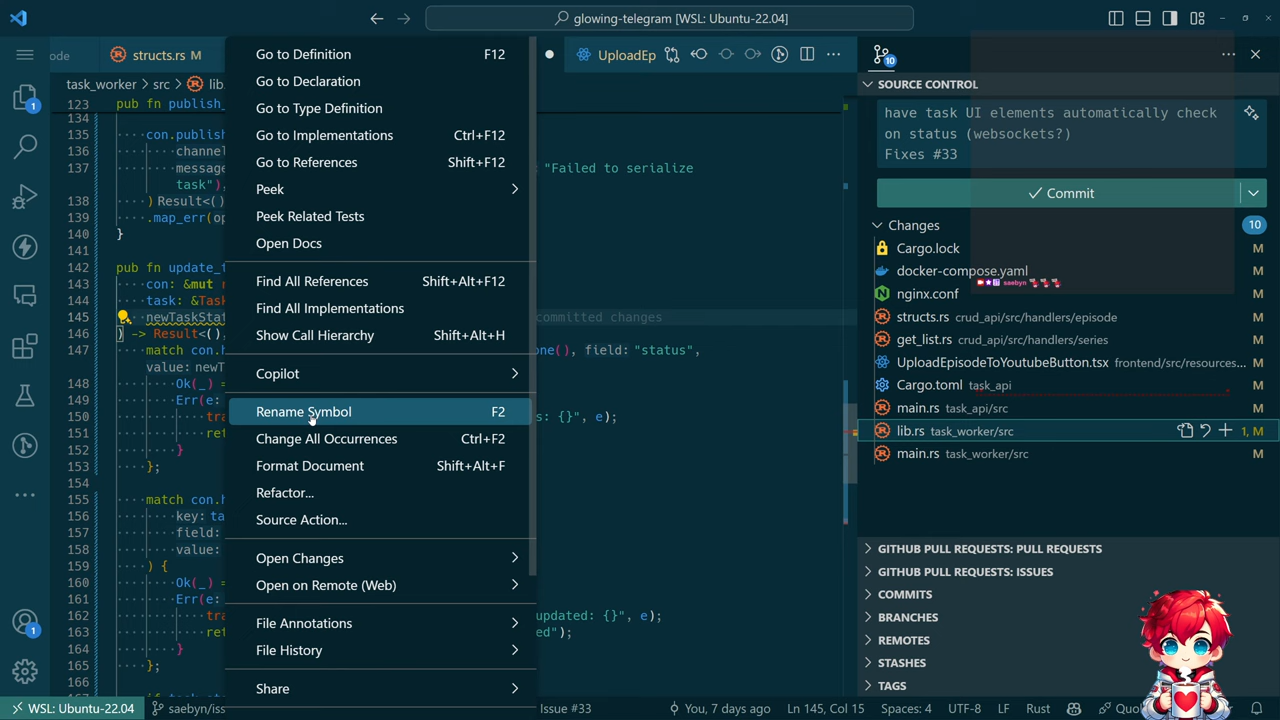 glowing-telegram [WSL: Ubuntu-22.04]
ode
structs.rs M
UploadEp
task_worker > src > lib.
123 pub fn publish_
134
135 con.publish
136 channel
137 message "Failed to serialize
task"),
138 )Result<()
139 .map_err(op
140 }
141
142 pub fn update_t
143 con: &mut r
144 task: &Task
145 newTaskStat committed changes
146 ) -> Result<(),
147 match con.h one(), field: "status",
value: newT
148 Ok(_) =
149 Err(e:
150 tra s: {}", e);
151 ret
152 }
153 };
154
155 match con.h
156 key: ta
157 field:
158 value:
159 ) {
160 Ok(_) =
161 Err(e:
162 tra updated: {}", e);
163 ret ed");
164 }
165 };
166
Go to Definition F12
Go to Declaration
Go to Type Definition
Go to Implementations Ctrl+F12
Go to References Shift+F12
Peek
Peek Related Tests
Open Docs
Find All References Shift+Alt+F12
Find All Implementations
Show Call Hierarchy Shift+Alt+H
Copilot
Rename Symbol F2
Change All Occurrences Ctrl+F2
Format Document Shift+Alt+F
Refactor...
Source Action...
Open Changes
Open on Remote (Web)
File Annotations
File History
Share
10
SOURCE CONTROL
have task UI elements automatically check
on status (websockets?)
Fixes #33
Commit
Changes 10
Cargo.lock M
docker-compose.yaml M
saebyn
nginx.conf M
structs.rs crud_api/src/handlers/episode M
get_list.rs crud_api/src/handlers/series M
UploadEpisodeToYoutubeButton.tsx frontend/src/resources... M
Cargo.toml task_api M
main.rs task_api/src M
lib.rs task_worker/src 1, M
main.rs task_worker/src M
GITHUB PULL REQUESTS: PULL REQUESTS
GITHUB PULL REQUESTS: ISSUES
COMMITS
BRANCHES
REMOTES
STASHES
TAGS
1
1
WSL: Ubuntu-22.04
saebyn/iss
Issue #33
You, 7 days ago
Ln 145, Col 15
Spaces: 4
UTF-8
LF
Rust